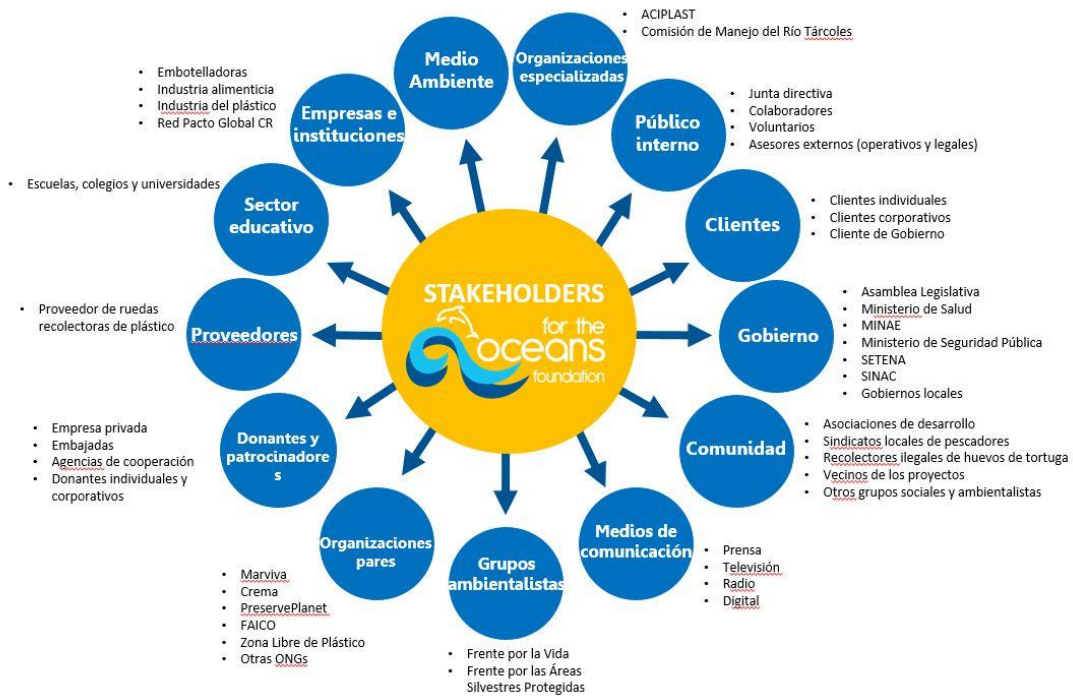 STAKEHOLDERS
for the
oceans
foundation
Medio
Ambiente
Organizaciones
especializadas
• ACIPLAST
• Comisión de Manejo del Río Tárcoles
Público
interno
• Junta directiva
• Colaboradores
• Voluntarios
• Asesores externos (operativos y legales)
Clientes
• Clientes individuales
• Clientes corporativos
• Cliente de Gobierno
Gobierno
• Asamblea Legislativa
• Ministerio de Salud
• MINAE
• Ministerio de Seguridad Pública
• SETENA
• SINAC
• Gobiernos locales
Comunidad
• Asociaciones de desarrollo
• Sindicatos locales de pescadores
• Recolectores ilegales de huevos de tortuga
• Vecinos de los proyectos
• Otros grupos sociales y ambientalistas
Medios de
comunicación
• Prensa
• Televisión
• Radio
• Digital
Grupos
ambientalistas
• Frente por la Vida
• Frente por las Áreas
Silvestres Protegidas
Organizaciones
pares
• Marviva
• Crema
• PreservePlanet
• FAICO
• Zona Libre de Plástico
• Otras ONGs
Donantes y
patrocinadore
s
• Empresa privada
• Embajadas
• Agencias de cooperación
• Donantes individuales y
corporativos
Proveedores
• Proveedor de ruedas
recolectoras de plástico
Sector
educativo
• Escuelas, colegios y universidades
Empresas e
instituciones
• Embotelladoras
• Industria alimenticia
• Industria del plástico
• Red Pacto Global CR